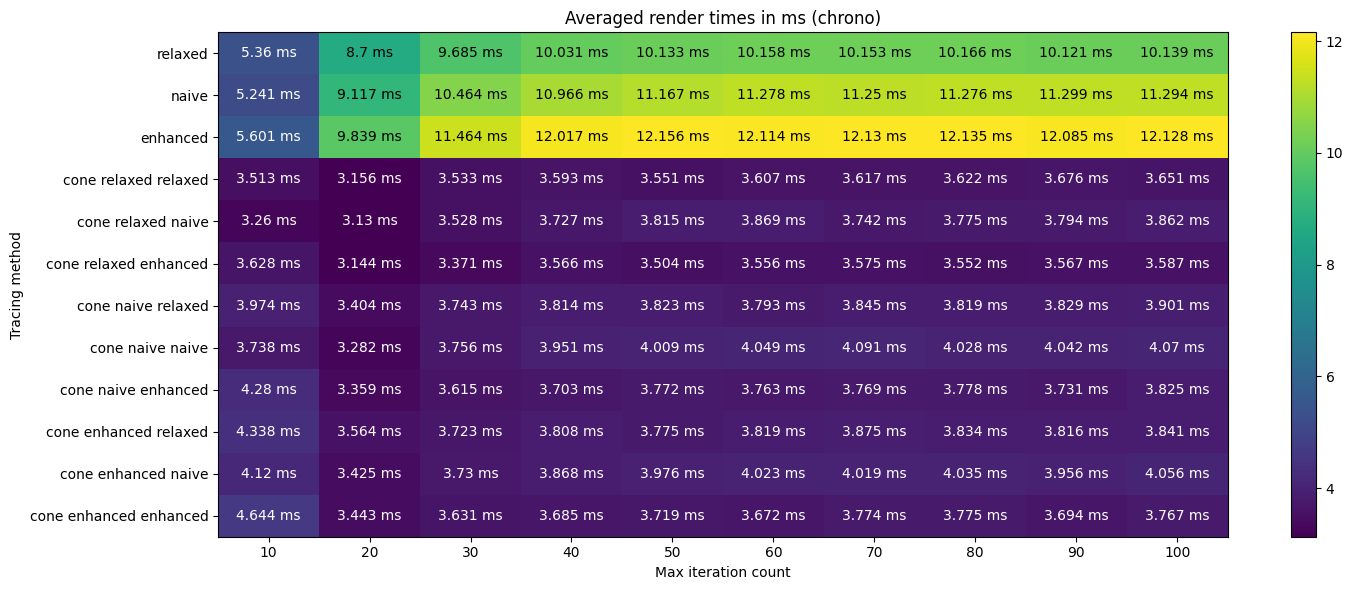 Averaged render times in ms (chrono)
relaxed 5.36 ms 8.7 ms 9.685 ms 10.031 ms 10.133 ms 10.158 ms 10.153 ms 10.166 ms 10.121 ms 10.139 ms
naive 5.241 ms 9.117 ms 10.464 ms 10.966 ms 11.167 ms 11.278 ms 11.25 ms 11.276 ms 11.299 ms 11.294 ms
enhanced 5.601 ms 9.839 ms 11.464 ms 12.017 ms 12.156 ms 12.114 ms 12.13 ms 12.135 ms 12.085 ms 12.128 ms
cone relaxed relaxed 3.513 ms 3.156 ms 3.533 ms 3.593 ms 3.551 ms 3.607 ms 3.617 ms 3.622 ms 3.676 ms 3.651 ms
cone relaxed naive 3.26 ms 3.13 ms 3.528 ms 3.727 ms 3.815 ms 3.869 ms 3.742 ms 3.775 ms 3.794 ms 3.862 ms
cone relaxed enhanced 3.628 ms 3.144 ms 3.371 ms 3.566 ms 3.504 ms 3.556 ms 3.575 ms 3.552 ms 3.567 ms 3.587 ms
cone naive relaxed 3.974 ms 3.404 ms 3.743 ms 3.814 ms 3.823 ms 3.793 ms 3.845 ms 3.819 ms 3.829 ms 3.901 ms
cone naive naive 3.738 ms 3.282 ms 3.756 ms 3.951 ms 4.009 ms 4.049 ms 4.091 ms 4.028 ms 4.042 ms 4.07 ms
cone naive enhanced 4.28 ms 3.359 ms 3.615 ms 3.703 ms 3.772 ms 3.763 ms 3.769 ms 3.778 ms 3.731 ms 3.825 ms
cone enhanced relaxed 4.338 ms 3.564 ms 3.723 ms 3.808 ms 3.775 ms 3.819 ms 3.875 ms 3.834 ms 3.816 ms 3.841 ms
cone enhanced naive 4.12 ms 3.425 ms 3.73 ms 3.868 ms 3.976 ms 4.023 ms 4.019 ms 4.035 ms 3.956 ms 4.056 ms
cone enhanced enhanced 4.644 ms 3.443 ms 3.631 ms 3.685 ms 3.719 ms 3.672 ms 3.774 ms 3.775 ms 3.694 ms 3.767 ms
10 20 30 40 50 60 70 80 90 100
Max iteration count
Tracing method
12
10
8
6
4